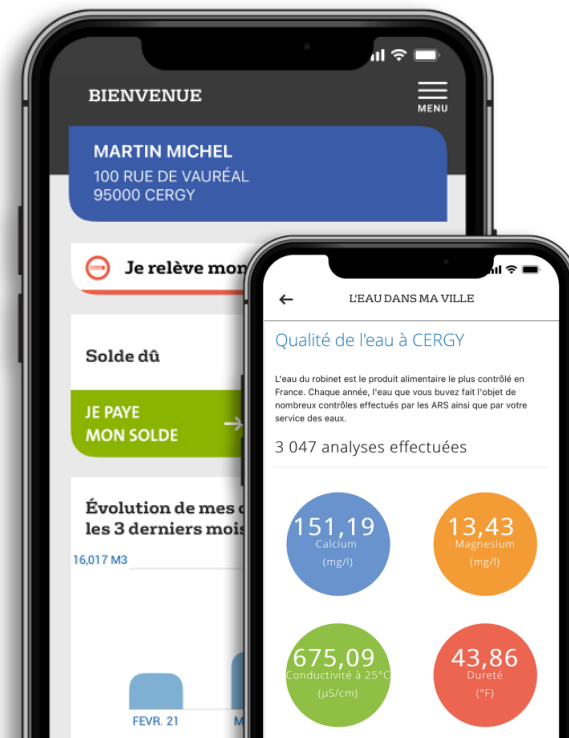 BIENVENUE
MENU
MARTIN MICHEL
100 RUE DE VAURÉAL
95000 CERGY
Je relève mon
Solde dû
JE PAYE
MON SOLDE
Évolution de mes
les 3 derniers mois
16,017 M3
FEVR. 21
L'EAU DANS MA VILLE
Qualité de l'eau à CERGY
L'eau du robinet est le produit alimentaire le plus contrôlé en
France. Chaque année, l'eau que vous buvez fait l'objet de
nombreux contrôles effectués par les ARS ainsi que par votre
service des eaux.
3 047 analyses effectuées
151,19
Calcium
(mg/l)
13,43
Magnesium
(mg/l)
675,09
Conductivité à 25°C
(µS/cm)
43,86
Dureté
(°F)